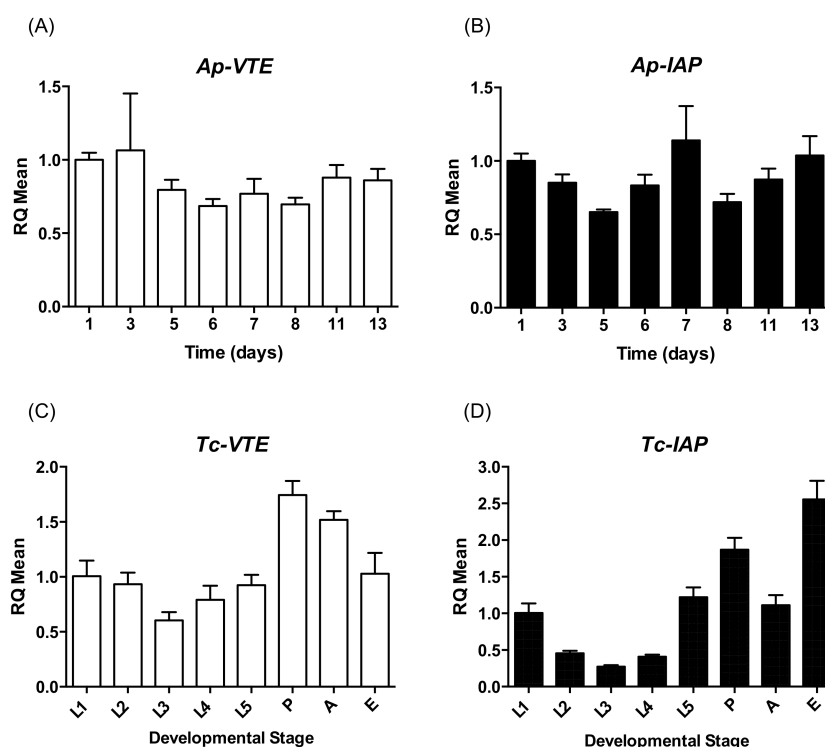 (A)
Ap-VTE
1.5
1.0
0.5
0.0
RQ Mean
1 3 5 6 7 8 11 13
Time (days)
(B)
Ap-IAP
1.5
1.0
0.5
0.0
RQ Mean
1 3 5 6 7 8 11 13
Time (days)
(C)
Tc-VTE
2.0
1.5
1.0
0.5
0.0
RQ Mean
L1 L2 L3 L4 L5 P A E
Developmental Stage
(D)
Tc-IAP
3.0
2.5
2.0
1.5
1.0
0.5
0.0
RQ Mean
L1 L2 L3 L4 L5 P A E
Developmental Stage